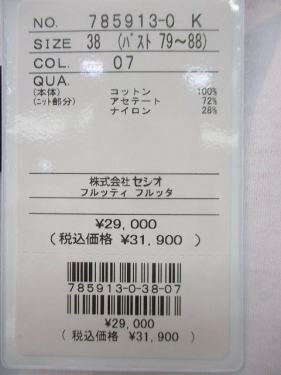 NO. 785913-0 K
SIZE 38 (バスト 79〜88)
COL. 07
QUA.
(本体) コットン 100%
(ニット部分) アセテート 72%
ナイロン 28%
株式会社 セシオ
フルッティ フルッタ
¥29,000
(税込価格 ¥31,900)
785913-0-38-07
¥29,000
(税込価格 ¥31,900)